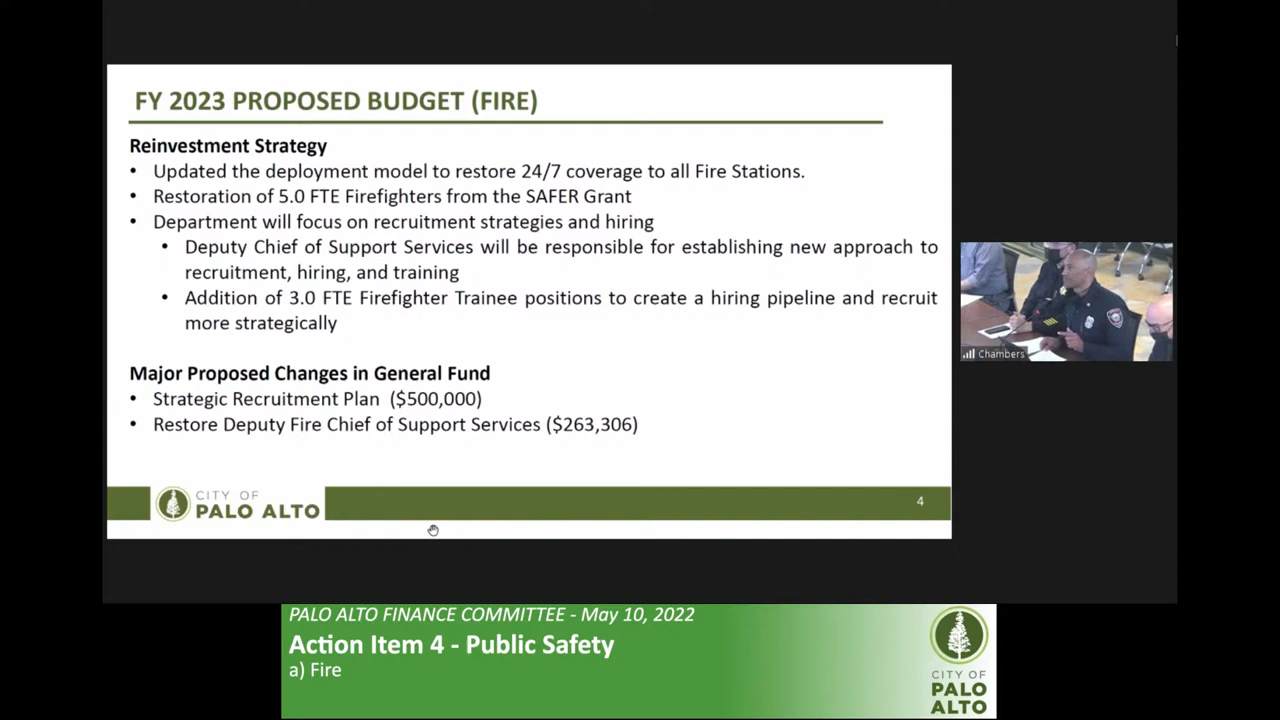 FY 2023 PROPOSED BUDGET (FIRE)
Reinvestment Strategy
• Updated the deployment model to restore 24/7 coverage to all Fire Stations.
• Restoration of 5.0 FTE Firefighters from the SAFER Grant
• Department will focus on recruitment strategies and hiring
• Deputy Chief of Support Services will be responsible for establishing new approach to
recruitment, hiring, and training
• Addition of 3.0 FTE Firefighter Trainee positions to create a hiring pipeline and recruit
more strategically
Major Proposed Changes in General Fund
• Strategic Recruitment Plan ($500,000)
• Restore Deputy Fire Chief of Support Services ($263,306)
CITY OF
PALO ALTO
4
Chambers
PALO ALTO FINANCE COMMITTEE - May 10, 2022
Action Item 4 - Public Safety
a) Fire
CITY OF
PALO
ALTO